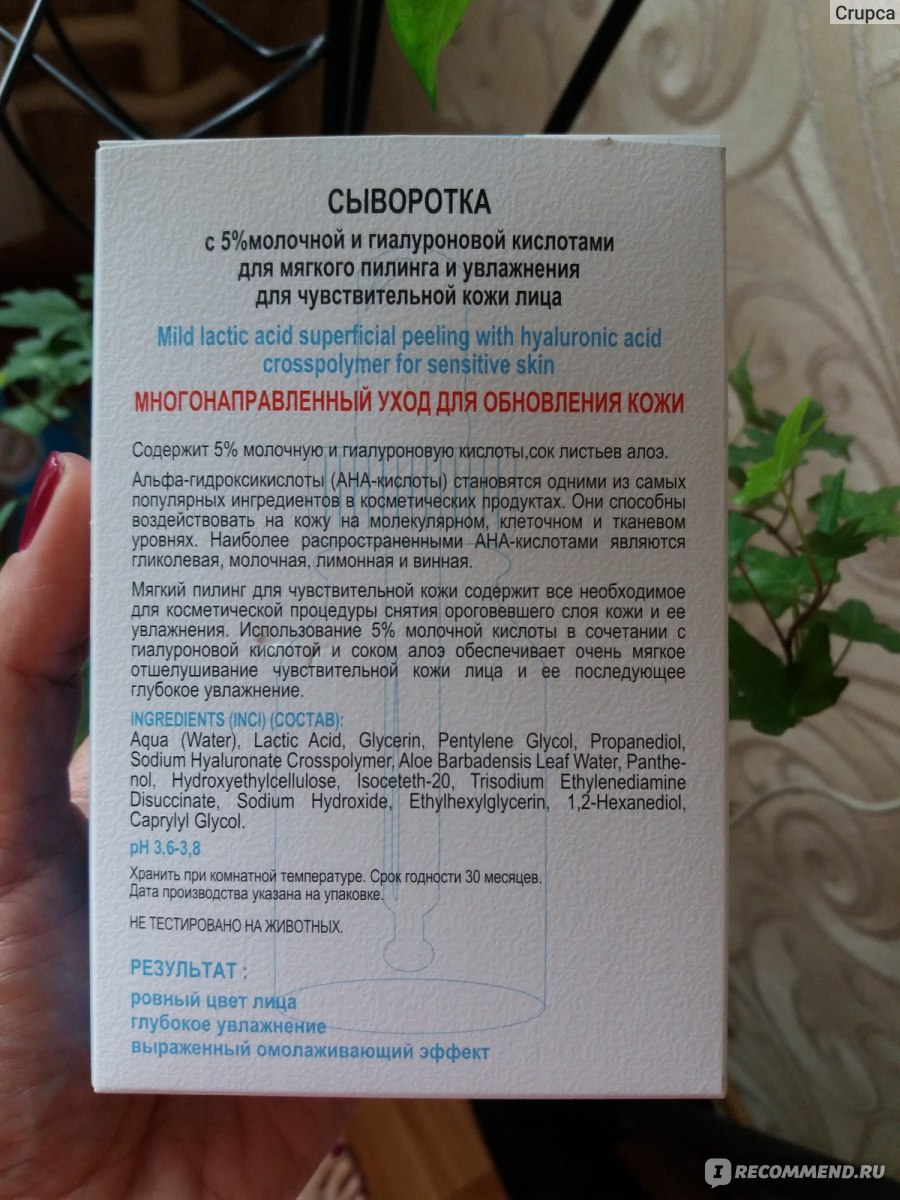 Crupca
СЫВОРОТКА
с 5%молочной и гиалуроновой кислотами
для мягкого пилинга и увлажнения
для чувствительной кожи лица
Mild lactic acid superficial peeling with hyaluronic acid
crosspolymer for sensitive skin
МНОГОНАПРАВЛЕННЫЙ УХОД ДЛЯ ОБНОВЛЕНИЯ КОЖИ
Содержит 5% молочную и гиалуроновую кислоты,сок листьев алоэ.
Альфа-гидроксикислоты (АНА-кислоты) становятся одними из самых
популярных ингредиентов в косметических продуктах. Они способны
воздействовать на кожу на молекулярном, клеточном и тканевом
уровнях. Наиболее распространенными АНА-кислотами являются
гликолевая, молочная, лимонная и винная.
Мягкий пилинг для чувствительной кожи содержит все необходимое
для косметической процедуры снятия ороговевшего слоя кожи и ее
увлажнения. Использование 5% молочной кислоты в сочетании с
гиалуроновой кислотой и соком алоэ обеспечивает очень мягкое
отшелушивание чувствительной кожи лица и ее последующее
глубокое увлажнение.
INGREDIENTS (INCI) (СОСТАВ):
Aqua (Water), Lactic Acid, Glycerin, Pentylene Glycol, Propanediol,
Sodium Hyaluronate Crosspolymer, Aloe Barbadensis Leaf Water, Panthe-
nol, Hydroxyethylcellulose, Isoceteth-20, Trisodium Ethylenediamine
Disuccinate, Sodium Hydroxide, Ethylhexylglycerin, 1,2-Hexanediol,
Caprylyl Glycol.
pH 3,6-3,8
Хранить при комнатной температуре. Срок годности 30 месяцев.
Дата производства указана на упаковке.
НЕ ТЕСТИРОВАНО НА ЖИВОТНЫХ.
РЕЗУЛЬТАТ :
ровный цвет лица
глубокое увлажнение
выраженный омолаживающий эффект
I RECOMMEND.RU